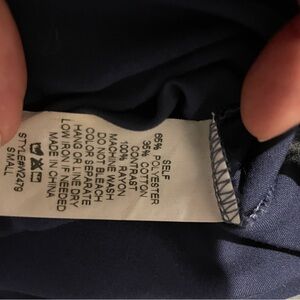 SELF
65% POLYESTER
35% COTTON
CONTRAST
100% RAYON
MACHINE WASH
DO NOT BLEACH
COLOR SEPARATE
HANG OR LINE DRY
LOW IRON IF NEEDED
MADE IN CHINA
STYLE#W2479
SMALL